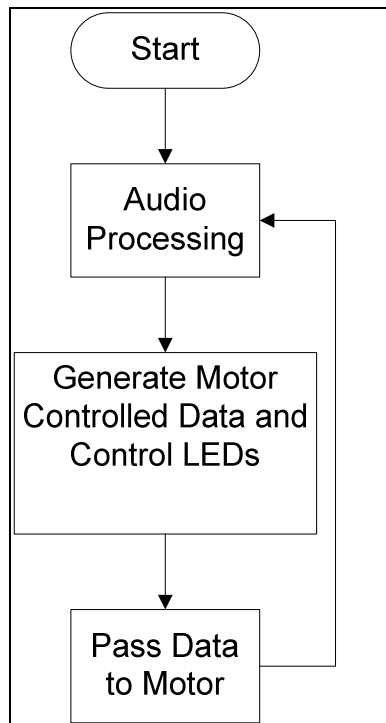 Start
Audio
Processing
Generate Motor
Controlled Data and
Control LEDs
Pass Data
to Motor